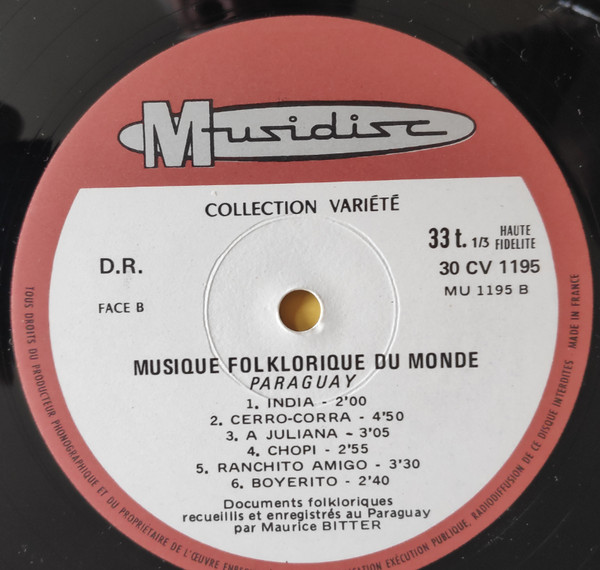 Musidisc
COLLECTION VARIÉTÉ
D.R.
33 t. 1/3 HAUTE FIDELITE
30 CV 1195
FACE B
MU 1195 B
MUSIQUE FOLKLORIQUE DU MONDE
PARAGUAY
1. INDIA - 2'00
2. CERRO-CORRA - 4'50
3. A JULIANA - 3'05
4. CHOPI - 2'55
5. RANCHITO AMIGO - 3'30
6. BOYERITO - 2'40
Documents folkloriques
recueillis et enregistrés au Paraguay
par Maurice BITTER
TOUS DROITS DU PRODUCTEUR PHONOGRAPHIQUE ET DU PROPRIÉTAIRE DE L'ŒUVRE EXÉCUTION PUBLIQUE, RADIODIFFUSION DE CE DISQUE INTERDITES MADE IN FRANCE